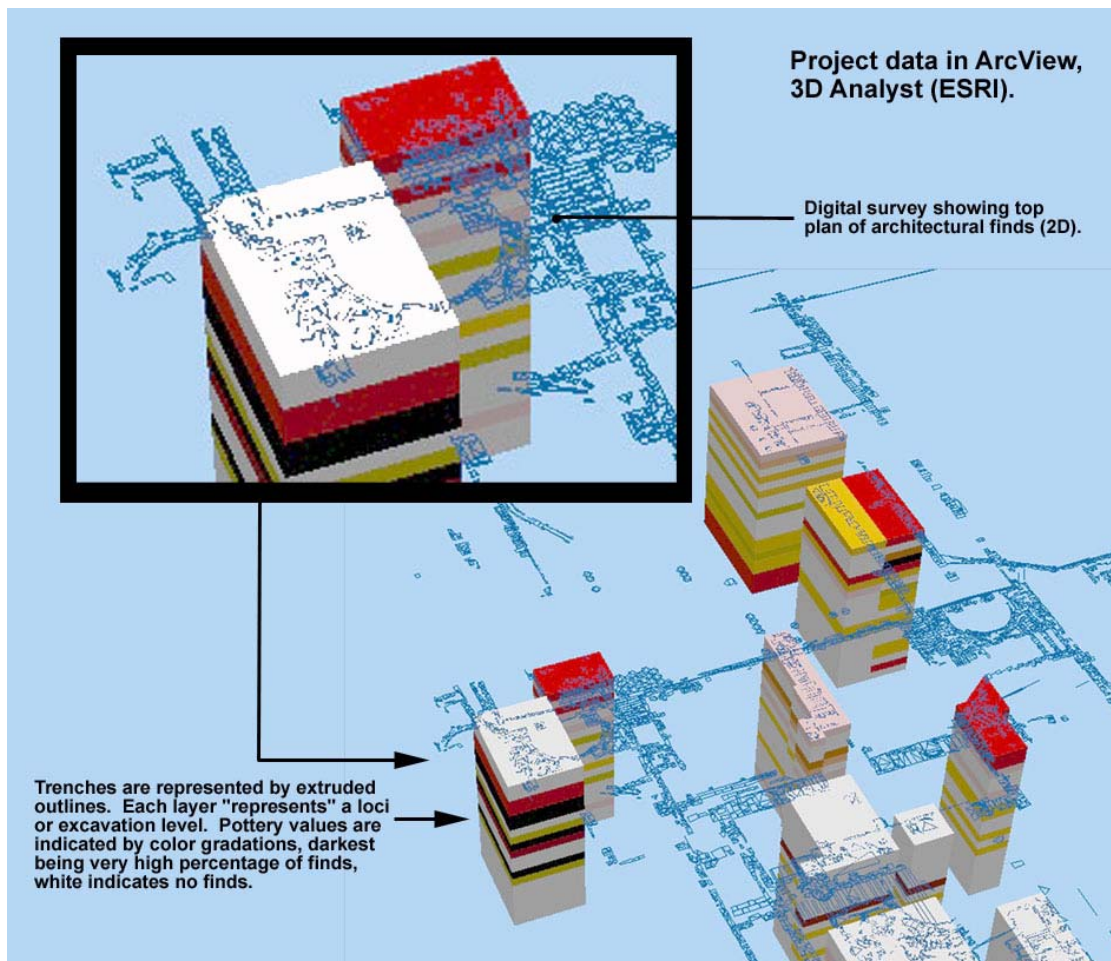 Project data in ArcView,
3D Analyst (ESRI).
Digital survey showing top
plan of architectural finds (2D).
Trenches are represented by extruded
outlines.  Each layer "represents" a loci
or excavation level.  Pottery values are
indicated by color gradations, darkest
being very high percentage of finds,
white indicates no finds.